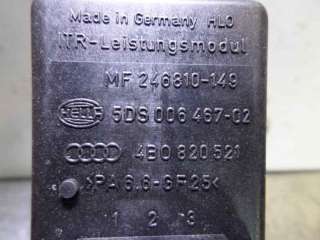 Made in Germany HLO
ITR-Leistungsmodul
MF 246810-149
HELLA 5DS 006 467-02
4B0 820 521
>PA 6.6-GF25<
1 2 3